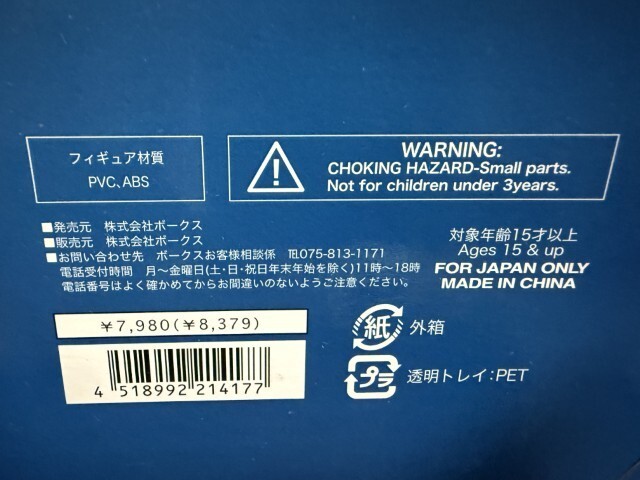 フィギュア材質
PVC、ABS
WARNING:
CHOKING HAZARD-Small parts.
Not for children under 3years.
■発売元 株式会社ボークス
■販売元 株式会社ボークス
■お問い合わせ先 ボークスお客様相談係 ℡075-813-1171
電話受付時間 月〜金曜日(土・日・祝日年末年始を除く)11時〜18時
電話番号はよく確かめてからお間違いのないようご注意ください。
対象年齢15才以上
Ages 15 & up
FOR JAPAN ONLY
MADE IN CHINA
￥7,980(￥8,379)
4 518992 214177
紙 外箱
プラ 透明トレイ:PET